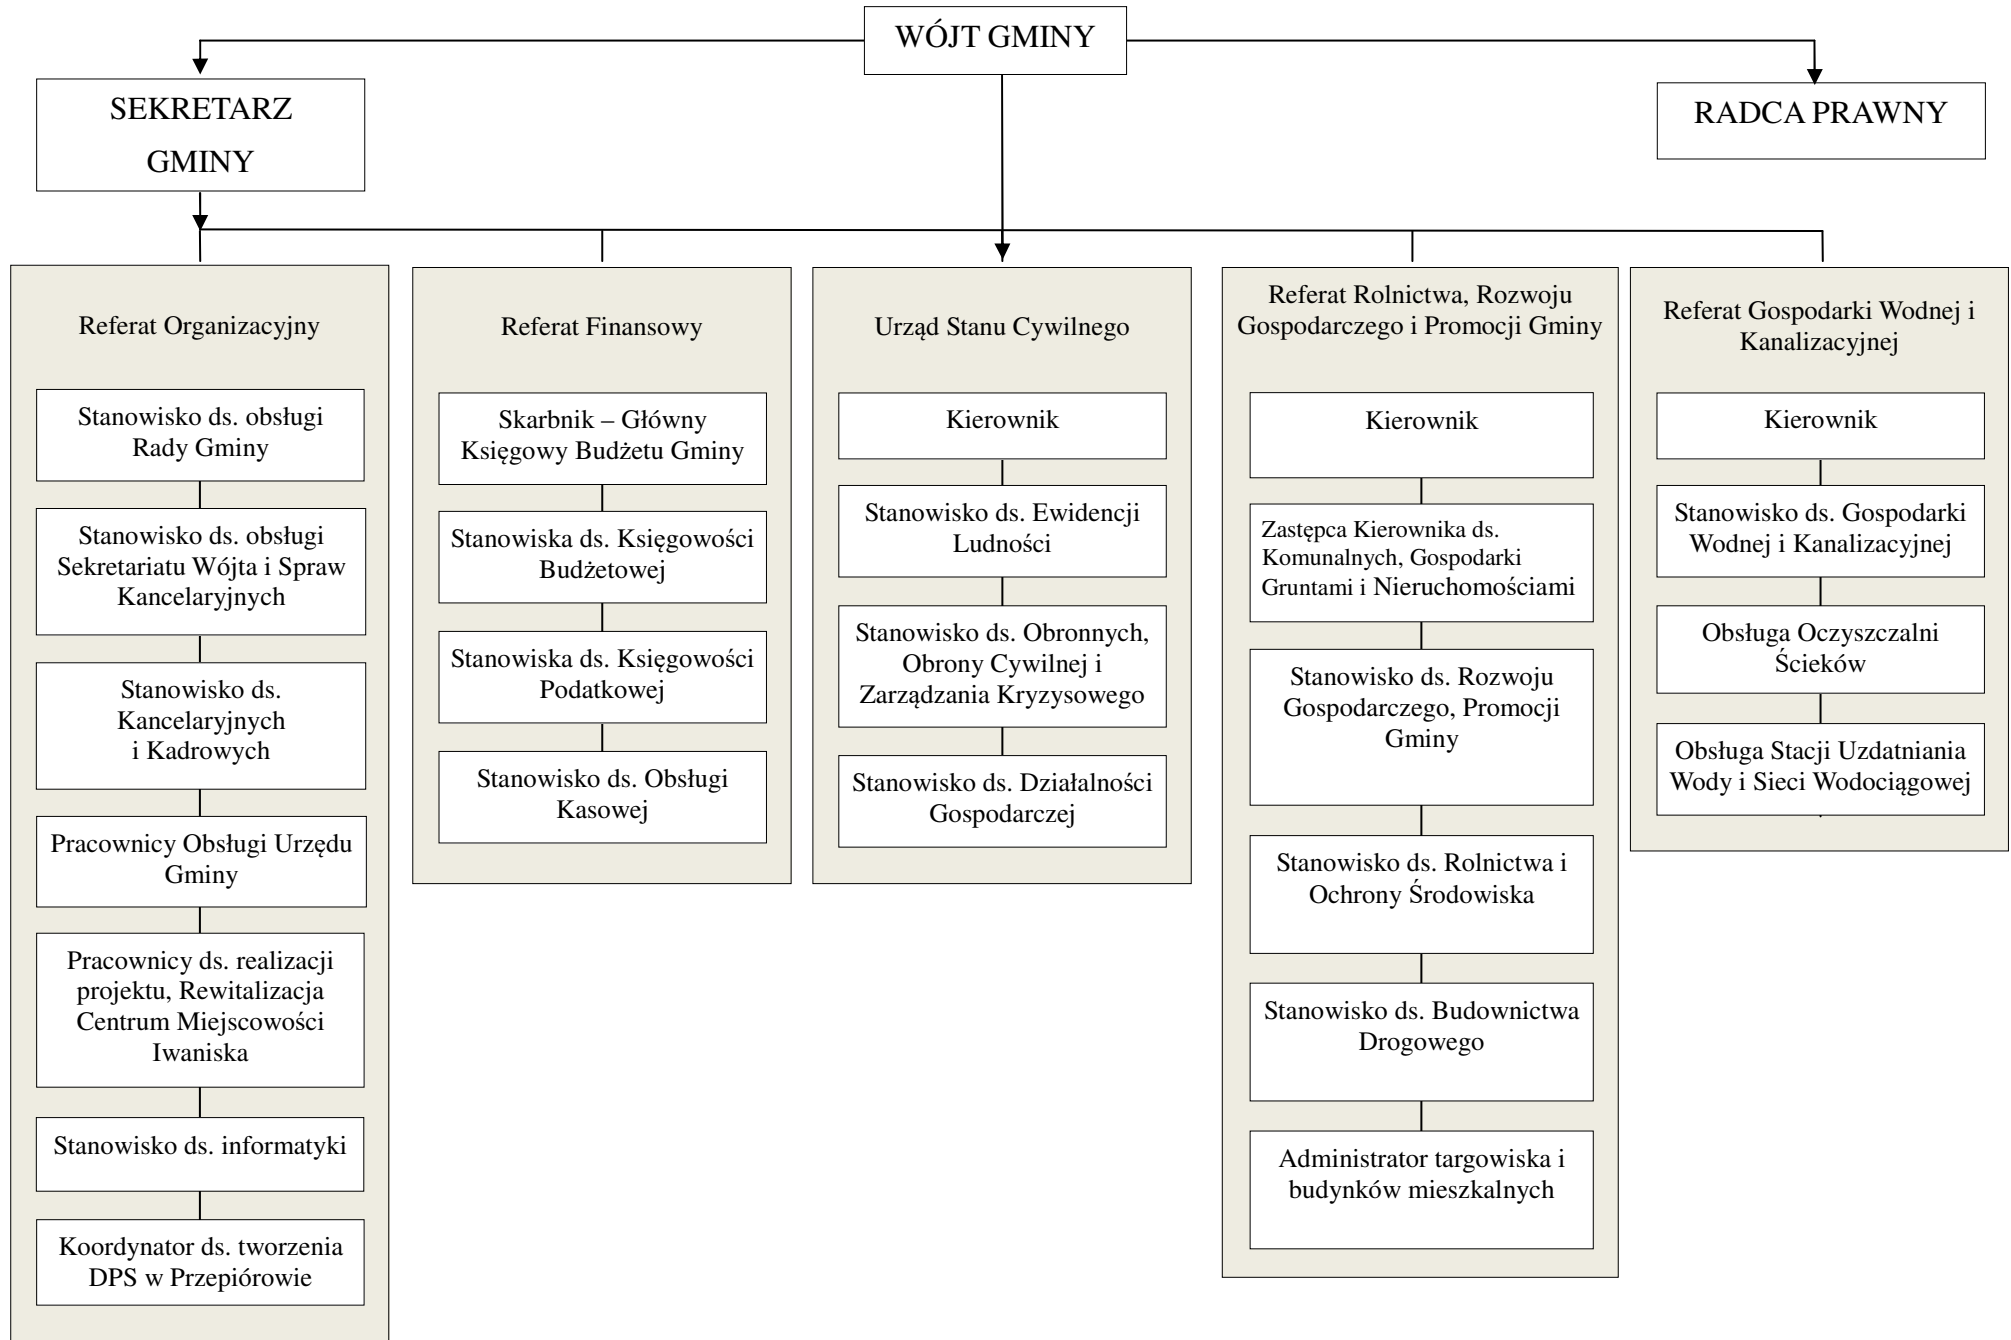 WÓJT GMINY
SEKRETARZ
GMINY
RADCA PRAWNY
Referat Organizacyjny
Stanowisko ds. obsługi
Rady Gminy
Stanowisko ds. obsługi
Sekretariatu Wójta i Spraw
Kancelaryjnych
Stanowisko ds.
Kancelaryjnych
i Kadrowych
Pracownicy Obsługi Urzędu
Gminy
Pracownicy ds. realizacji
projektu, Rewitalizacja
Centrum Miejscowości
Iwaniska
Stanowisko ds. informatyki
Koordynator ds. tworzenia
DPS w Przepiórowie
Referat Finansowy
Skarbnik – Główny
Księgowy Budżetu Gminy
Stanowiska ds. Księgowości
Budżetowej
Stanowiska ds. Księgowości
Podatkowej
Stanowisko ds. Obsługi
Kasowej
Urząd Stanu Cywilnego
Kierownik
Stanowisko ds. Ewidencji
Ludności
Stanowisko ds. Obronnych,
Obrony Cywilnej i
Zarządzania Kryzysowego
Stanowisko ds. Działalności
Gospodarczej
Referat Rolnictwa, Rozwoju
Gospodarczego i Promocji Gminy
Kierownik
Zastępca Kierownika ds.
Komunalnych, Gospodarki
Gruntami i Nieruchomościami
Stanowisko ds. Rozwoju
Gospodarczego, Promocji
Gminy
Stanowisko ds. Rolnictwa i
Ochrony Środowiska
Stanowisko ds. Budownictwa
Drogowego
Administrator targowiska i
budynków mieszkalnych
Referat Gospodarki Wodnej i
Kanalizacyjnej
Kierownik
Stanowisko ds. Gospodarki
Wodnej i Kanalizacyjnej
Obsługa Oczyszczalni
Ścieków
Obsługa Stacji Uzdatniania
Wody i Sieci Wodociągowej